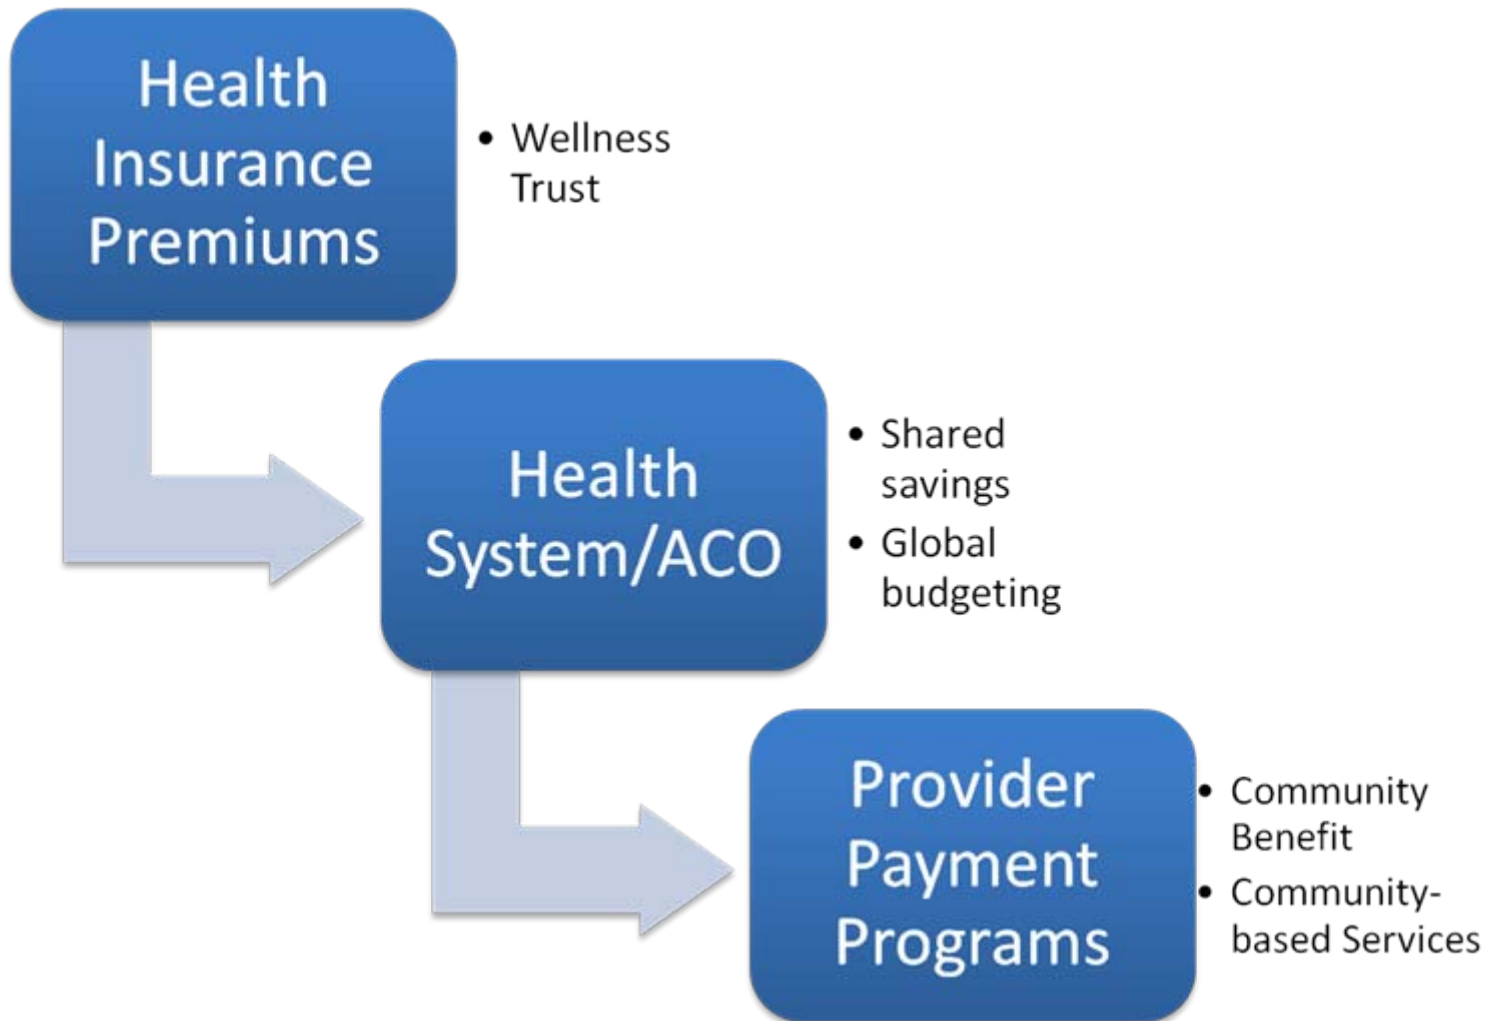 Health
Insurance
Premiums
• Wellness
Trust
Health
System/ACO
• Shared
savings
• Global
budgeting
Provider
Payment
Programs
• Community
Benefit
• Community-
based Services